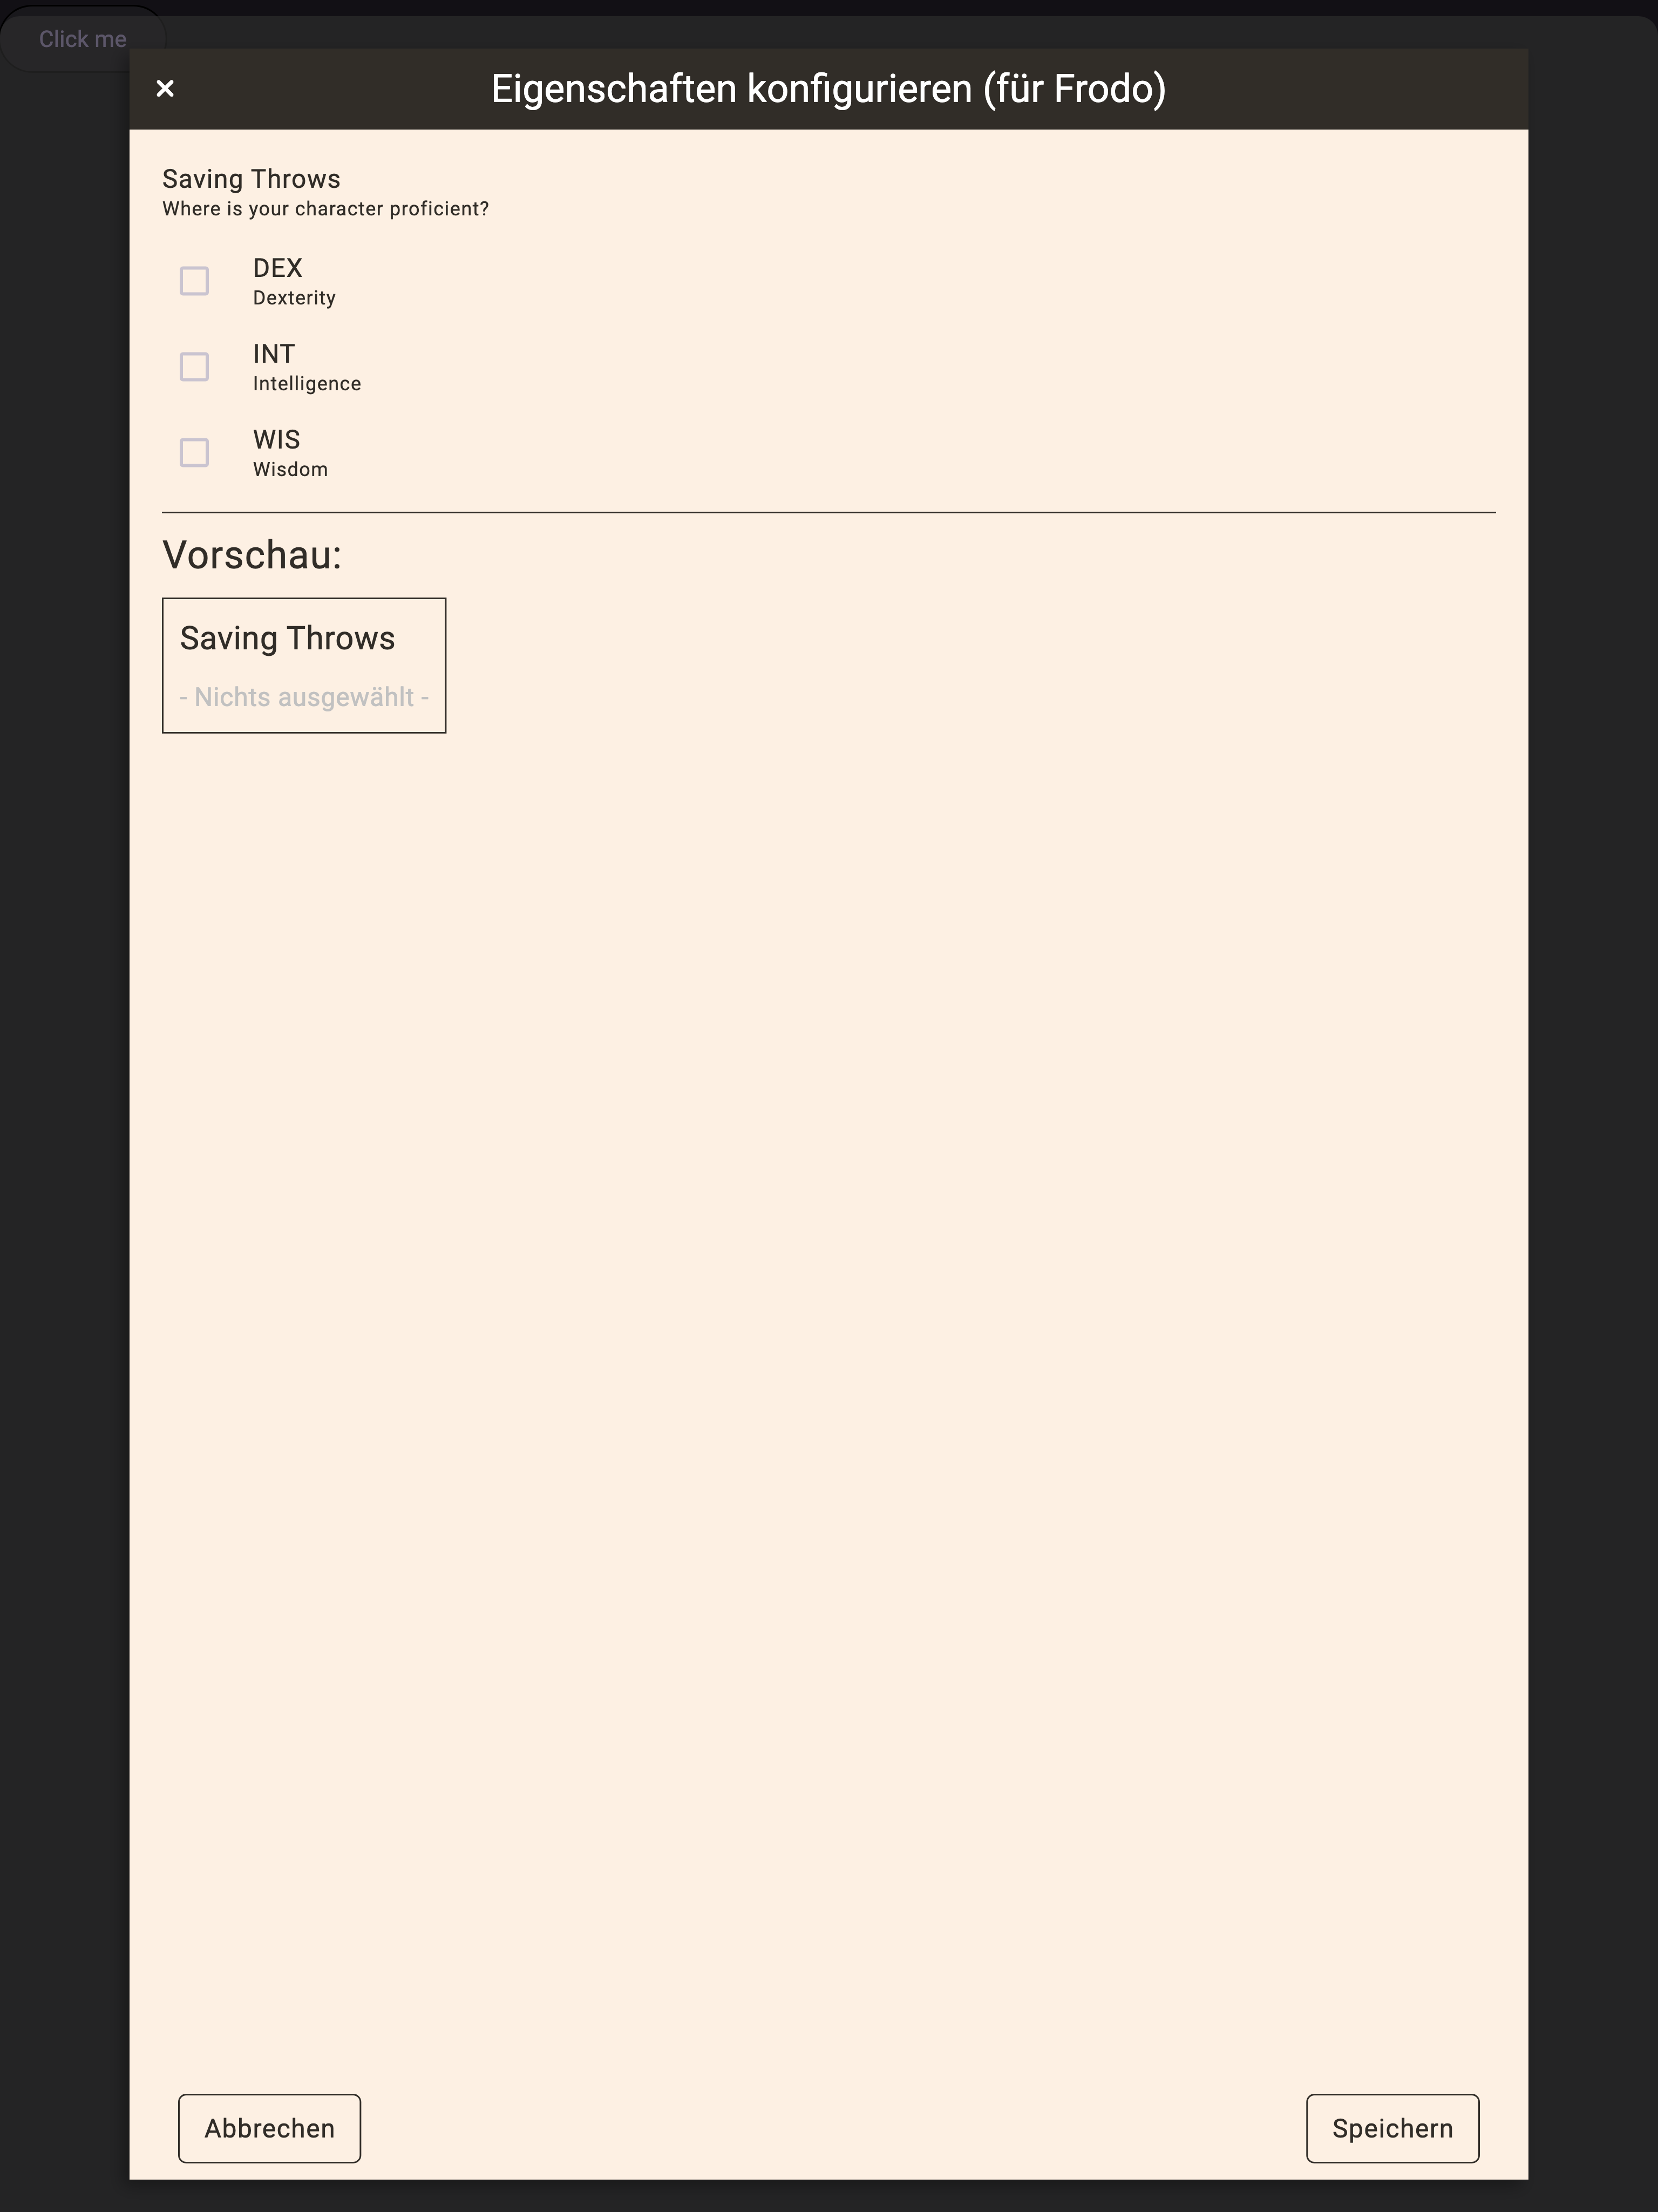 Click me
Eigenschaften konfigurieren (für Frodo)
Saving Throws
Where is your character proficient?
DEX
Dexterity
INT
Intelligence
WIS
Wisdom
Vorschau:
Saving Throws
- Nichts ausgewählt -
Abbrechen
Speichern